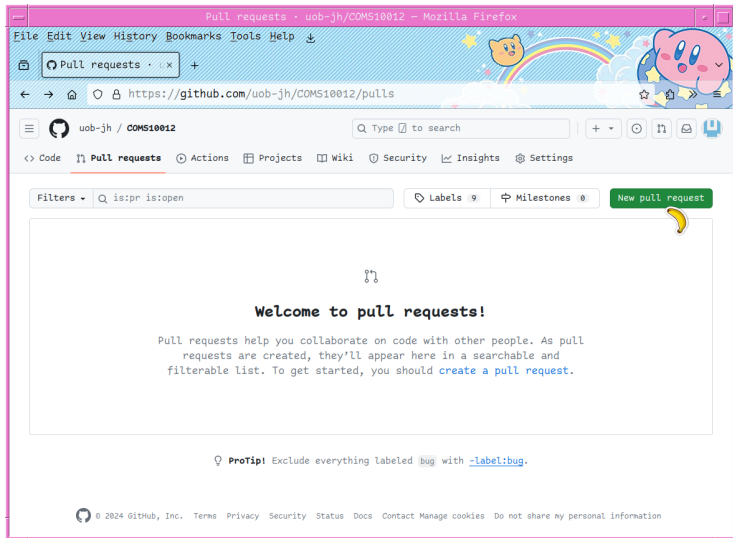 Pull requests · uob-jh/COMS10012 — Mozilla Firefox
File Edit View History Bookmarks Tools Help
Pull requests ·
https://github.com/uob-jh/COMS10012/pulls
uob-jh / COMS10012
Type / to search
<> Code Pull requests Actions Projects Wiki Security Insights Settings
Filters is:pr is:open Labels 9 Milestones 0 New pull request
Welcome to pull requests!
Pull requests help you collaborate on code with other people. As pull
requests are created, they'll appear here in a searchable and
filterable list. To get started, you should create a pull request.
ProTip! Exclude everything labeled bug with -label:bug.
© 2024 GitHub, Inc. Terms Privacy Security Status Docs Contact Manage cookies Do not share my personal information